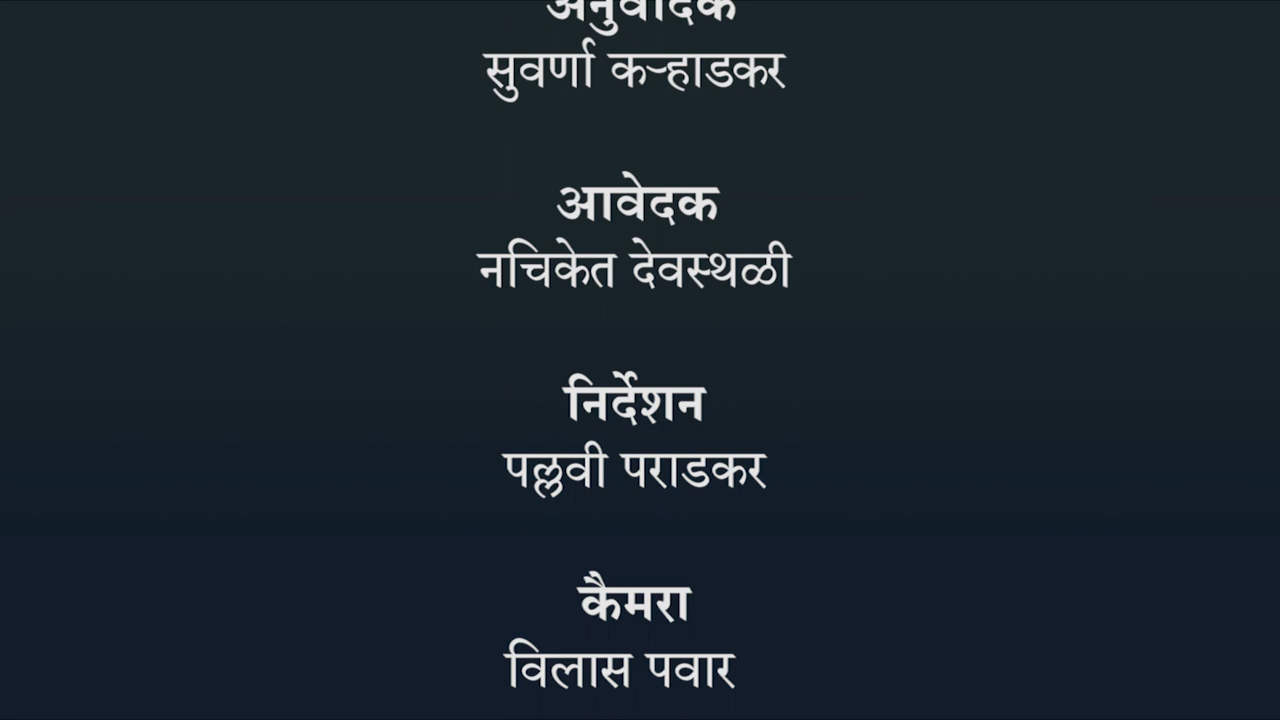 अनुवादक
सुवर्णा कऱ्हाडकर
आवेदक
नचिकेत देवस्थळी
निर्देशन
पल्लवी पराडकर
कैमरा
विलास पवार